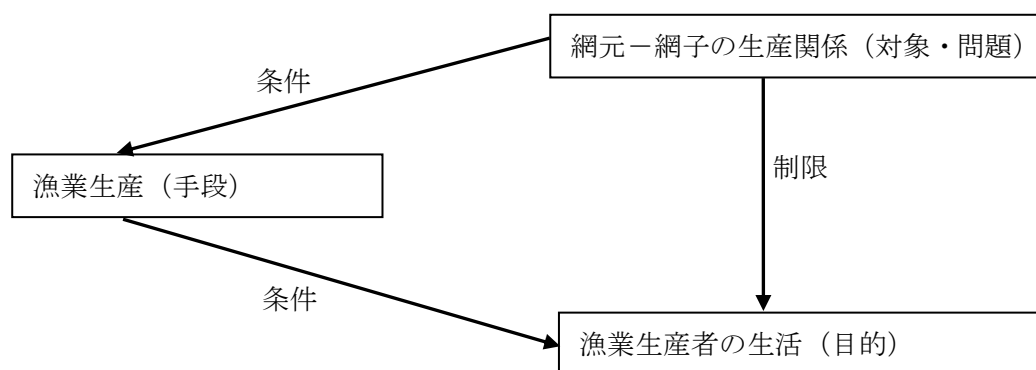 網元－網子の生産関係（対象・問題）
条件
漁業生産（手段）
制限
条件
漁業生産者の生活（目的）